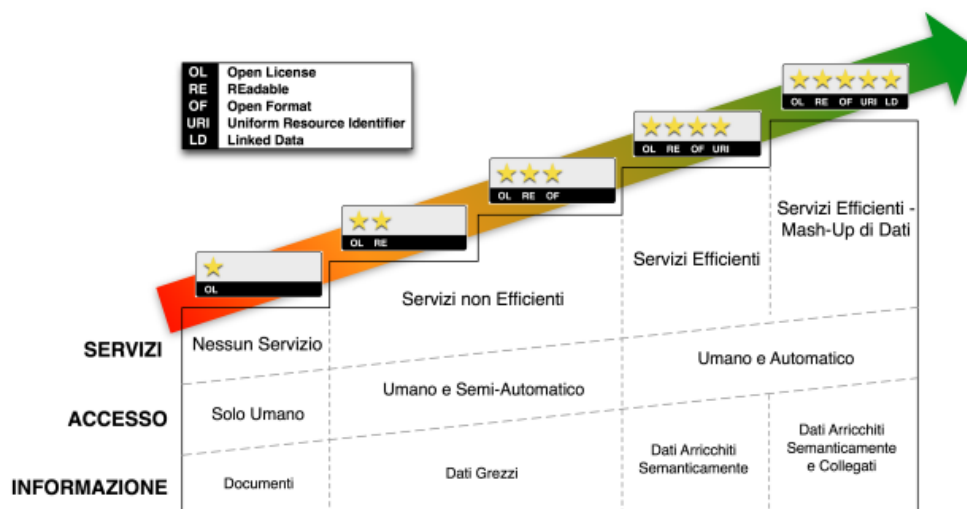 OL Open License
RE REadable
OF Open Format
URI Uniform Resource Identifier
LD Linked Data
OL RE OF URI LD
OL RE OF URI
OL RE OF
OL RE
OL
Servizi Efficienti -
Mash-Up di Dati
Servizi Efficienti
Servizi non Efficienti
SERVIZI
Nessun Servizio
Umano e Automatico
Umano e Semi-Automatico
ACCESSO
Solo Umano
Dati Arricchiti
Semanticamente
e Collegati
Dati Arricchiti
Semanticamente
Dati Grezzi
INFORMAZIONE
Documenti